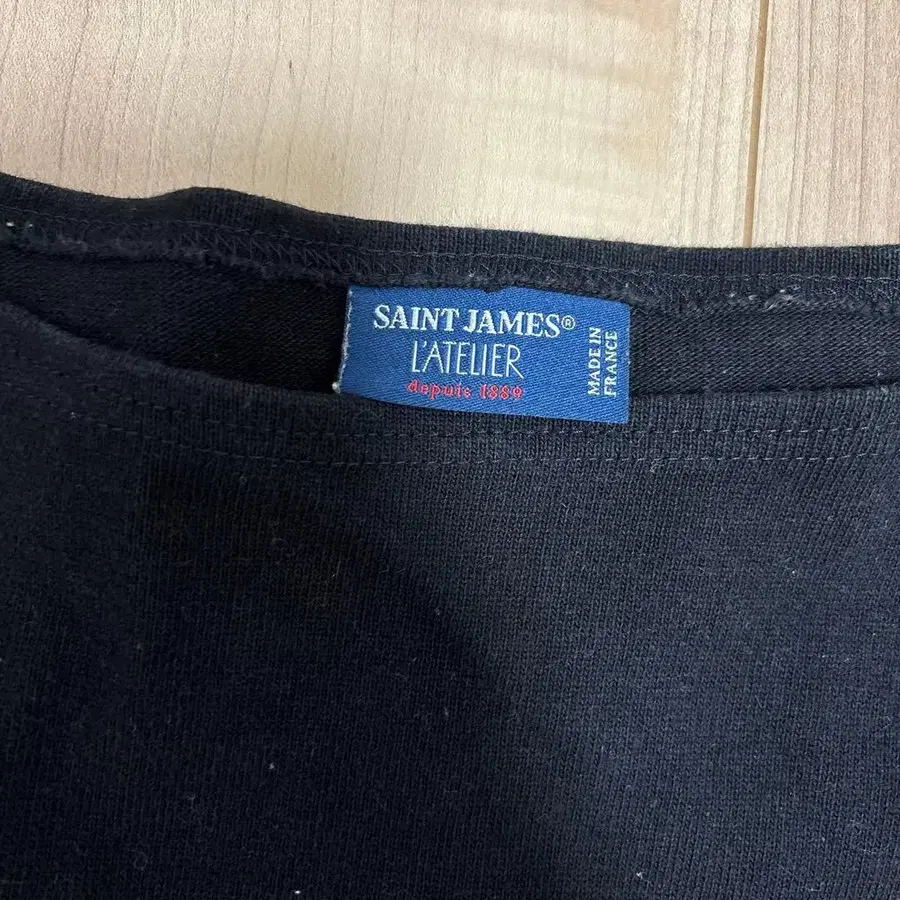 SAINT JAMES®
L'ATELIER
depuis 1889
MADE IN
FRANCE